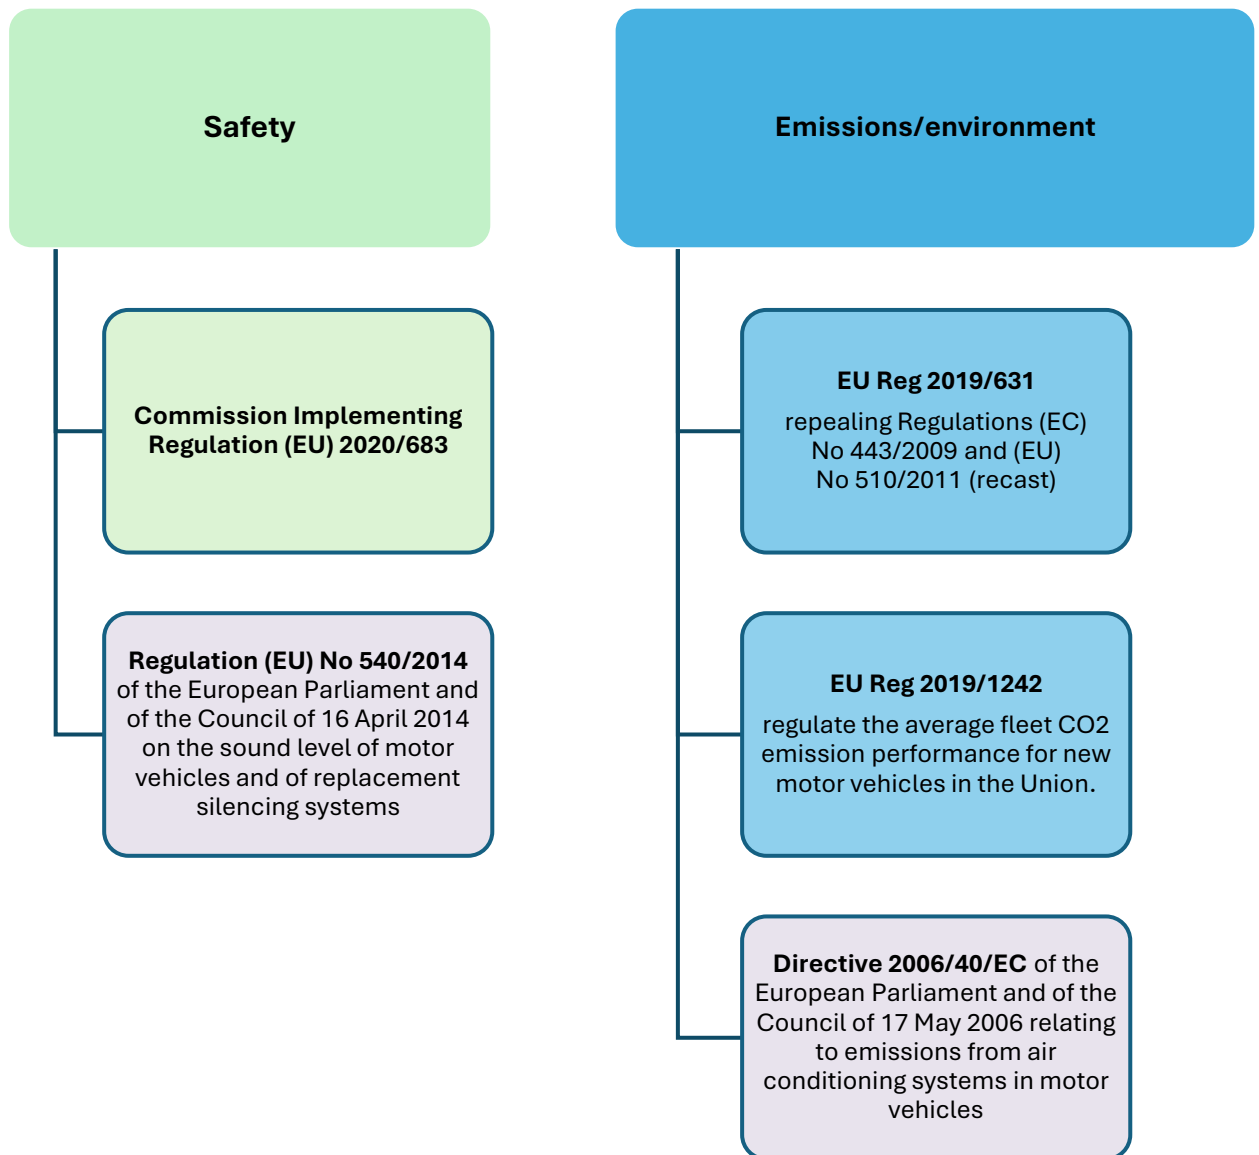 Safety
Commission Implementing
Regulation (EU) 2020/683
Regulation (EU) No 540/2014
of the European Parliament and
of the Council of 16 April 2014
on the sound level of motor
vehicles and of replacement
silencing systems
Emissions/environment
EU Reg 2019/631
repealing Regulations (EC)
No 443/2009 and (EU)
No 510/2011 (recast)
EU Reg 2019/1242
regulate the average fleet CO2
emission performance for new
motor vehicles in the Union.
Directive 2006/40/EC of the
European Parliament and of the
Council of 17 May 2006 relating
to emissions from air
conditioning systems in motor
vehicles